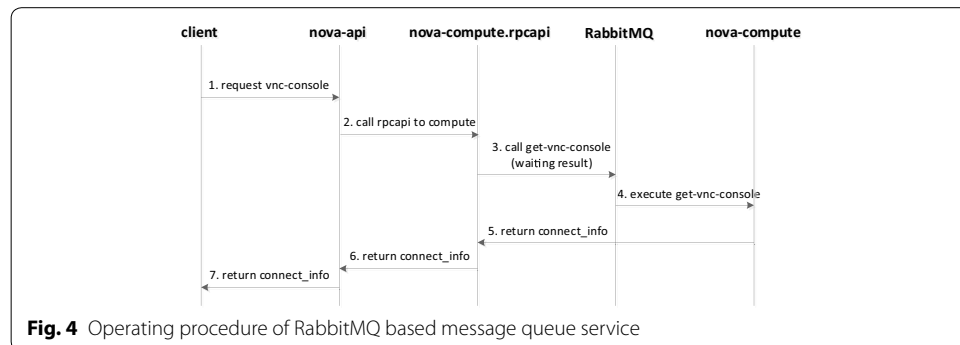 client nova-api nova-compute.rpcapi RabbitMQ nova-compute
1. request vnc-console
2. call rpcapi to compute
3. call get-vnc-console
(waiting result)
4. execute get-vnc-console
5. return connect_info
6. return connect_info
7. return connect_info
Fig. 4 Operating procedure of RabbitMQ based message queue service